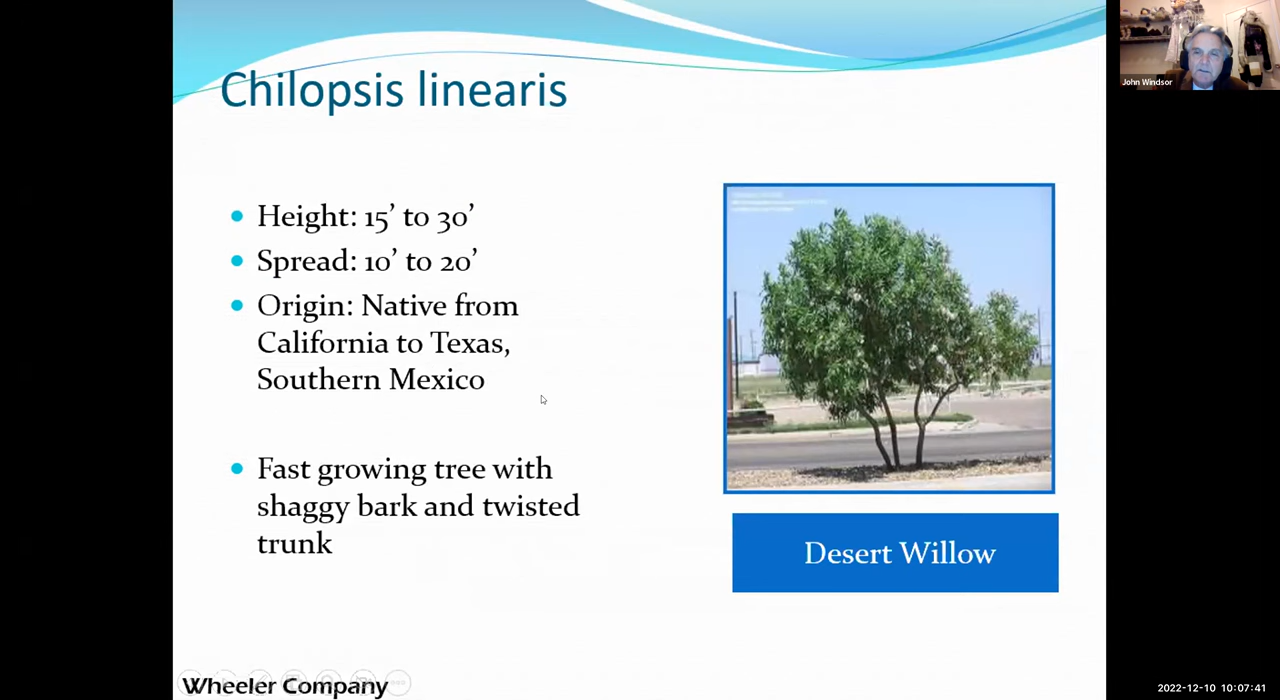 Chilopsis linearis
John Windsor
Height: 15’ to 30’
Spread: 10’ to 20’
Origin: Native from
California to Texas,
Southern Mexico
Fast growing tree with
shaggy bark and twisted
trunk
Desert Willow
Wheeler Company
2022-12-10 10:07:41